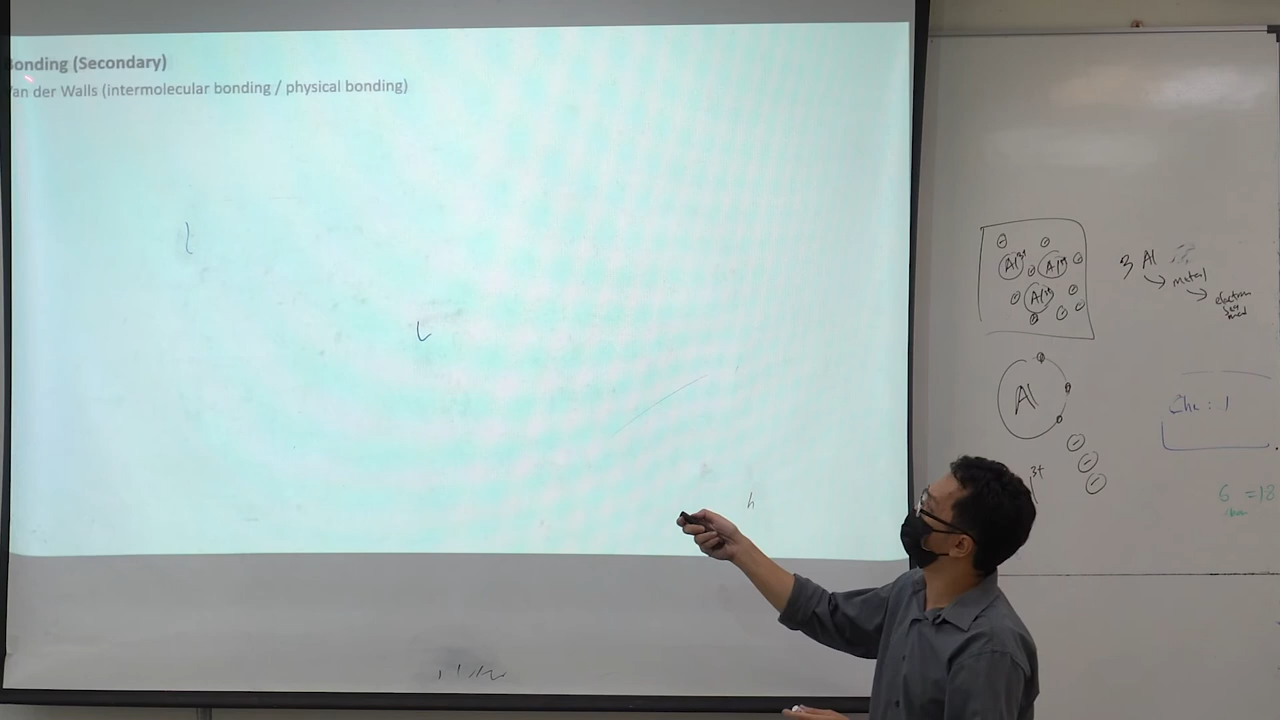 onding (Secondary)
an der Walls (intermolecular bonding / physical bonding)
Al³⁺ Al³⁺
Al³⁺
3 Al
metal
electron
sea
Al
3+
Che : 1
6 = 18
h